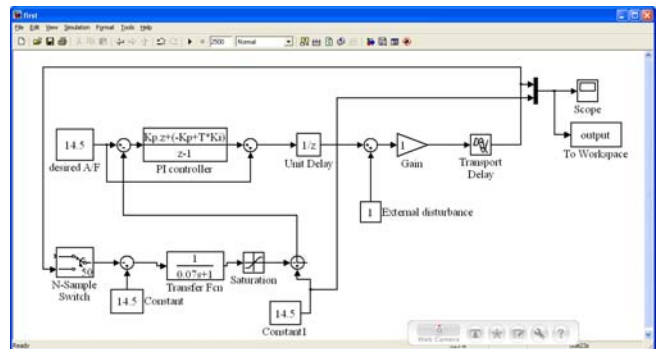 first
File Edit View Simulation Format Tools Help
2500 Normal
14.5
desired A/F
Kp.z+(-Kp+T*Ki)
z-1
PI controller
1/z
Unit Delay
1
Gain
Transport
Delay
Scope
output
To Workspace
1
External disturbance
50
N-Sample
Switch
14.5
Constant
1
0.07s+1
Transfer Fcn
Saturation
14.5
Constant1
Web Camera
Ready